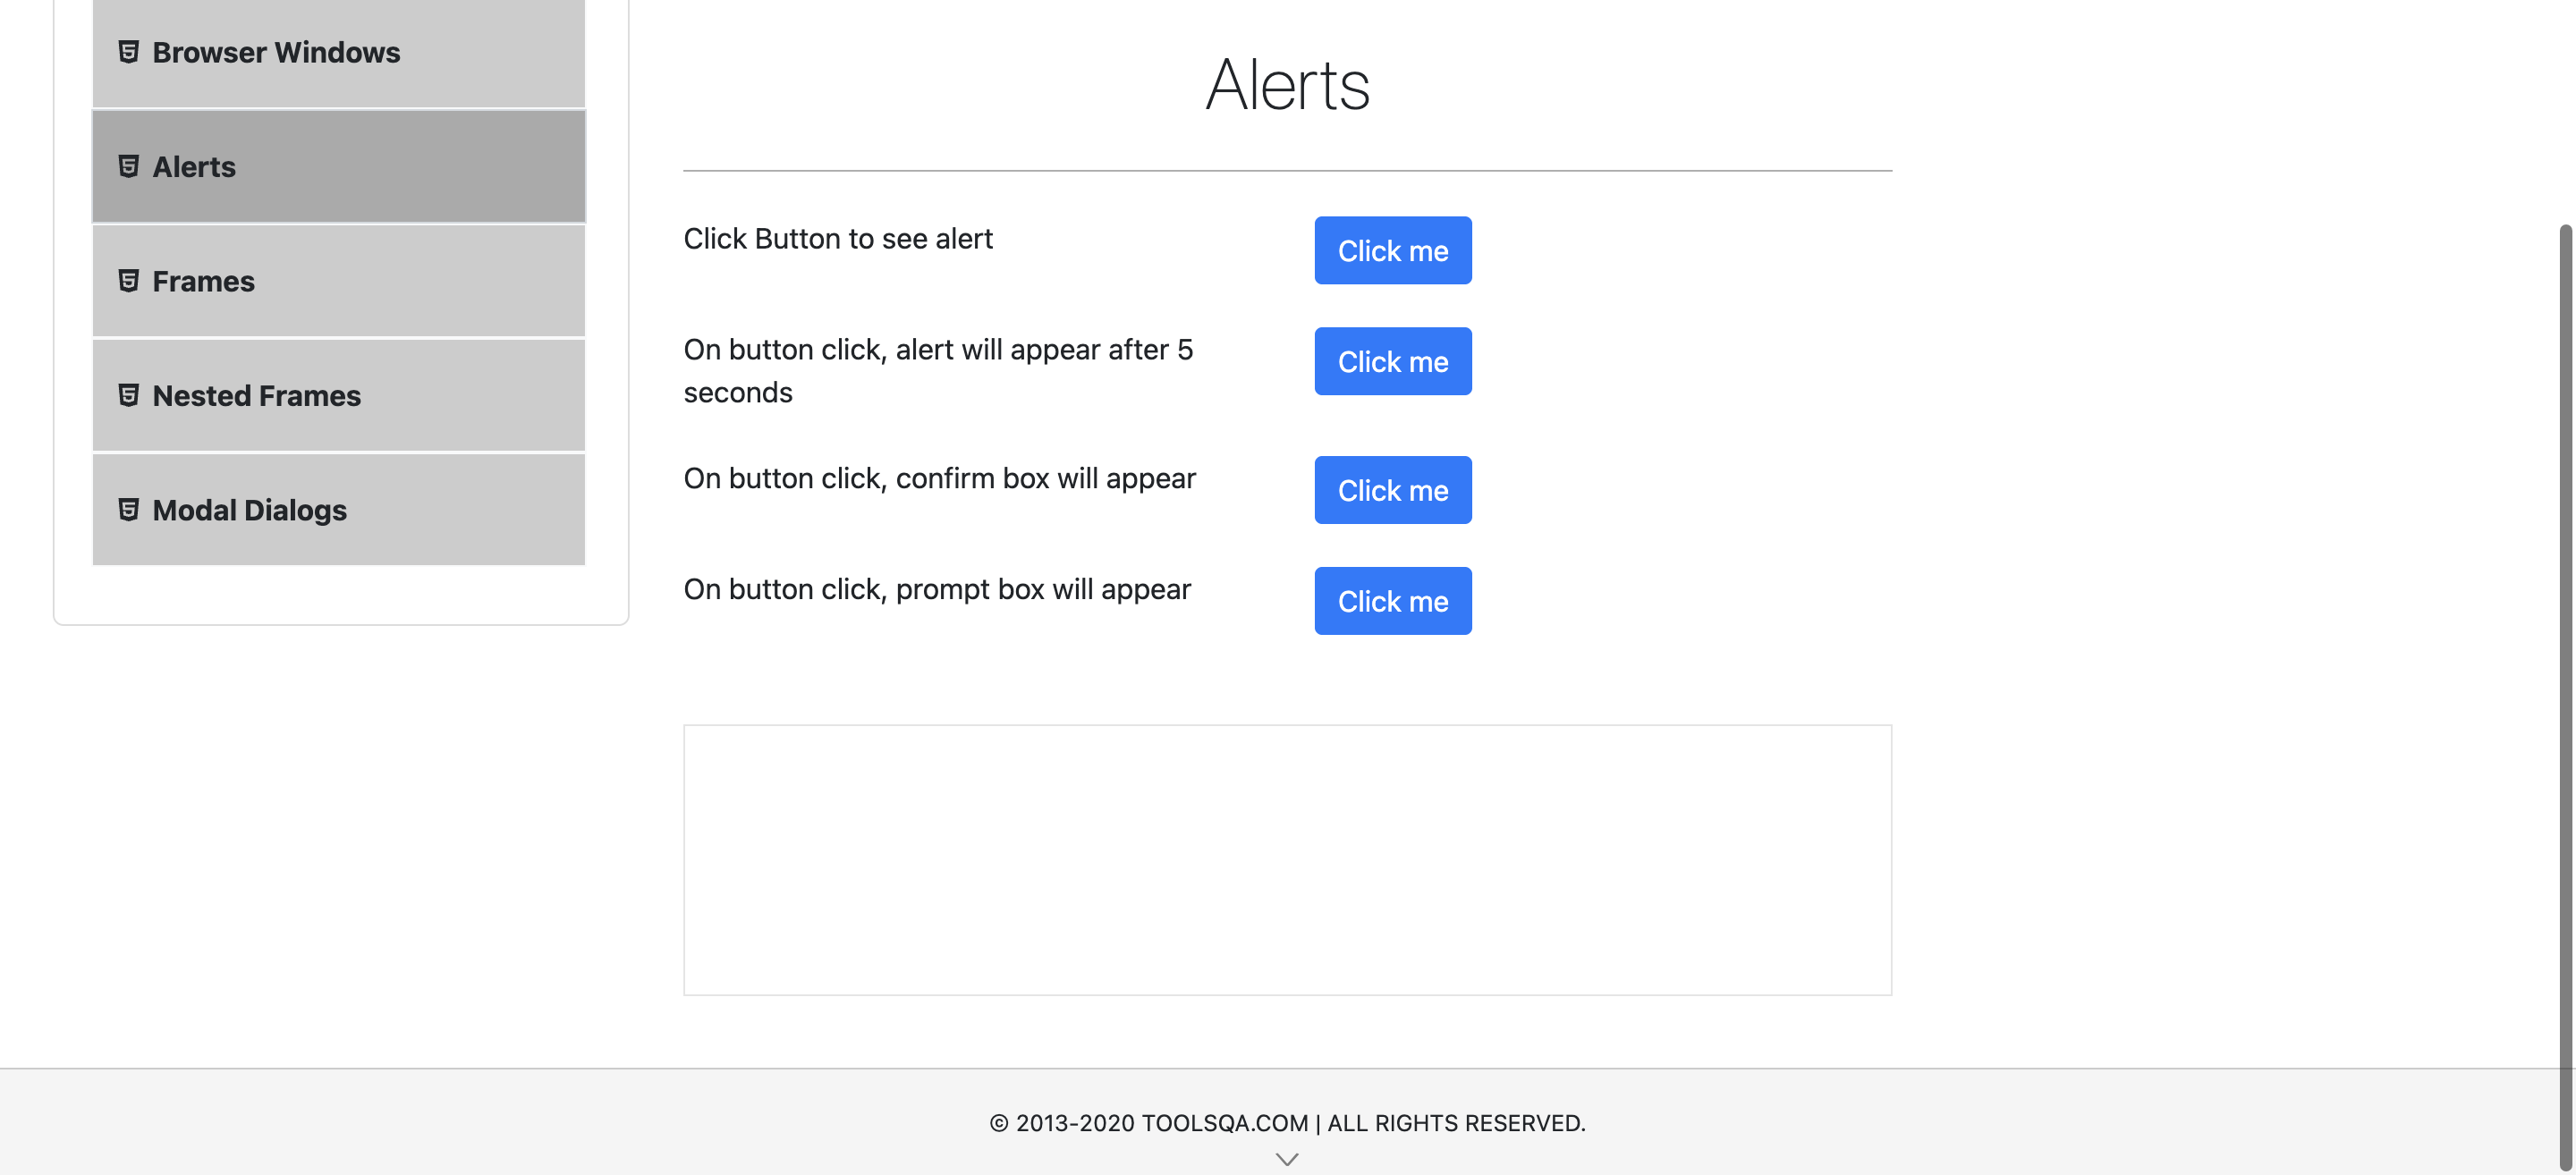 Browser Windows
Alerts
Frames
Nested Frames
Modal Dialogs
Alerts
Click Button to see alert
Click me
On button click, alert will appear after 5
seconds
Click me
On button click, confirm box will appear
Click me
On button click, prompt box will appear
Click me
© 2013-2020 TOOLSQA.COM | ALL RIGHTS RESERVED.